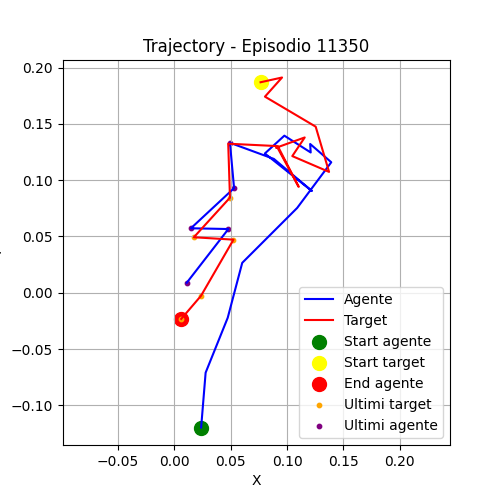 Trajectory - Episodio 11350
0.20
0.15
0.10
0.05
0.00
−0.05
−0.10
−0.05 0.00 0.05 0.10 0.15 0.20
X
Agente
Target
Start agente
Start target
End agente
Ultimi target
Ultimi agente